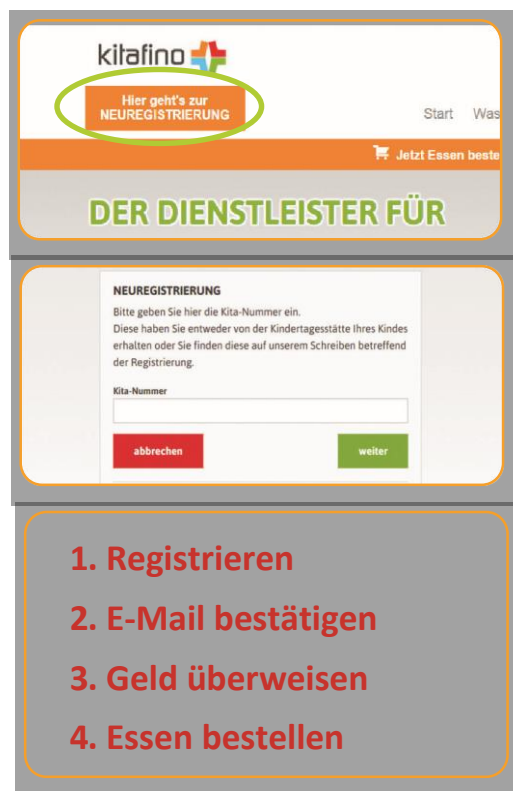 kitafino
Hier geht's zur
NEUREGISTRIERUNG
Start Was
Jetzt Essen beste
DER DIENSTLEISTER FÜR
NEUREGISTRIERUNG
Bitte geben Sie hier die Kita-Nummer ein.
Diese haben Sie entweder von der Kindertagesstätte Ihres Kindes
erhalten oder Sie finden diese auf unserem Schreiben betreffend
der Registrierung.
Kita-Nummer
abbrechen weiter
1. Registrieren
2. E-Mail bestätigen
3. Geld überweisen
4. Essen bestellen